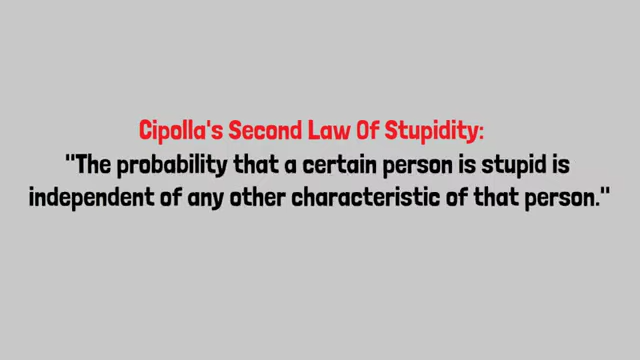 Cipolla's Second Law Of Stupidity:
"The probability that a certain person is stupid is
independent of any other characteristic of that person."